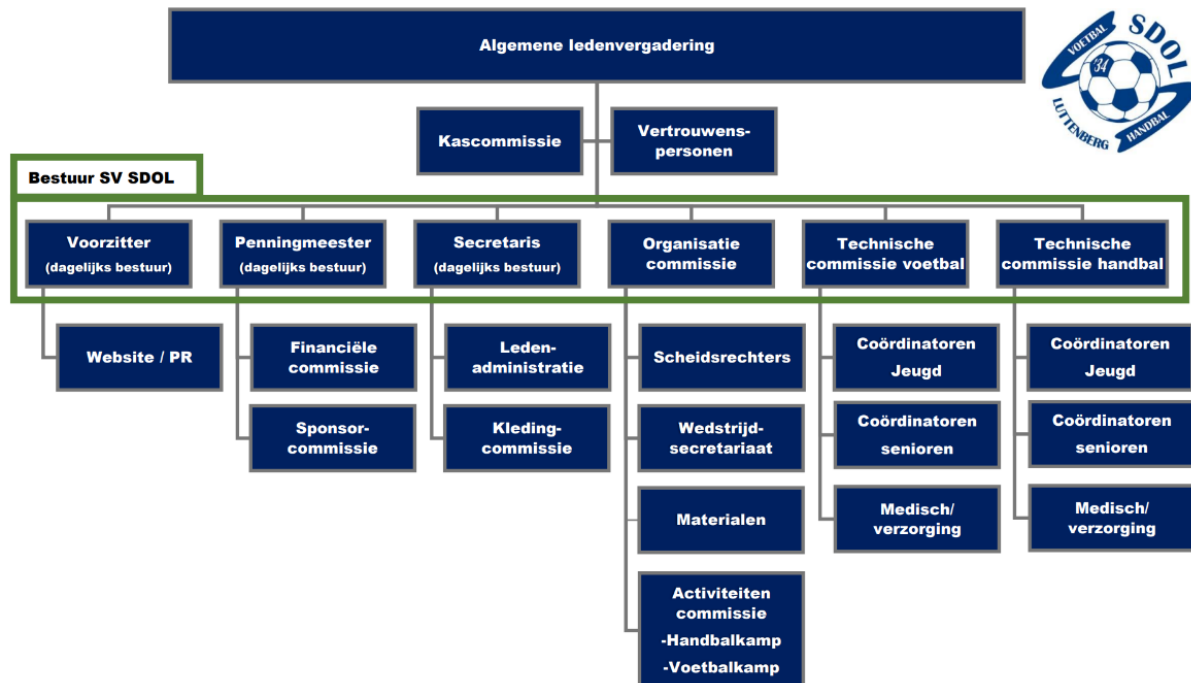 Algemene ledenvergadering
VOETBAL
SDOL
'34
LUTTENBERG
HANDBAL
Kascommissie
Vertrouwens-
personen
Bestuur SV SDOL
Voorzitter
(dagelijks bestuur)
Penningmeester
(dagelijks bestuur)
Secretaris
(dagelijks bestuur)
Organisatie
commissie
Technische
commissie voetbal
Technische
commissie handbal
Website / PR
Financiële
commissie
Leden-
administratie
Scheidsrechters
Coördinatoren
Jeugd
Coördinatoren
Jeugd
Sponsor-
commissie
Kleding-
commissie
Wedstrijd-
secretariaat
Coördinatoren
senioren
Coördinatoren
senioren
Materialen
Medisch/
verzorging
Medisch/
verzorging
Activiteiten
commissie
-Handbalkamp
-Voetbalkamp